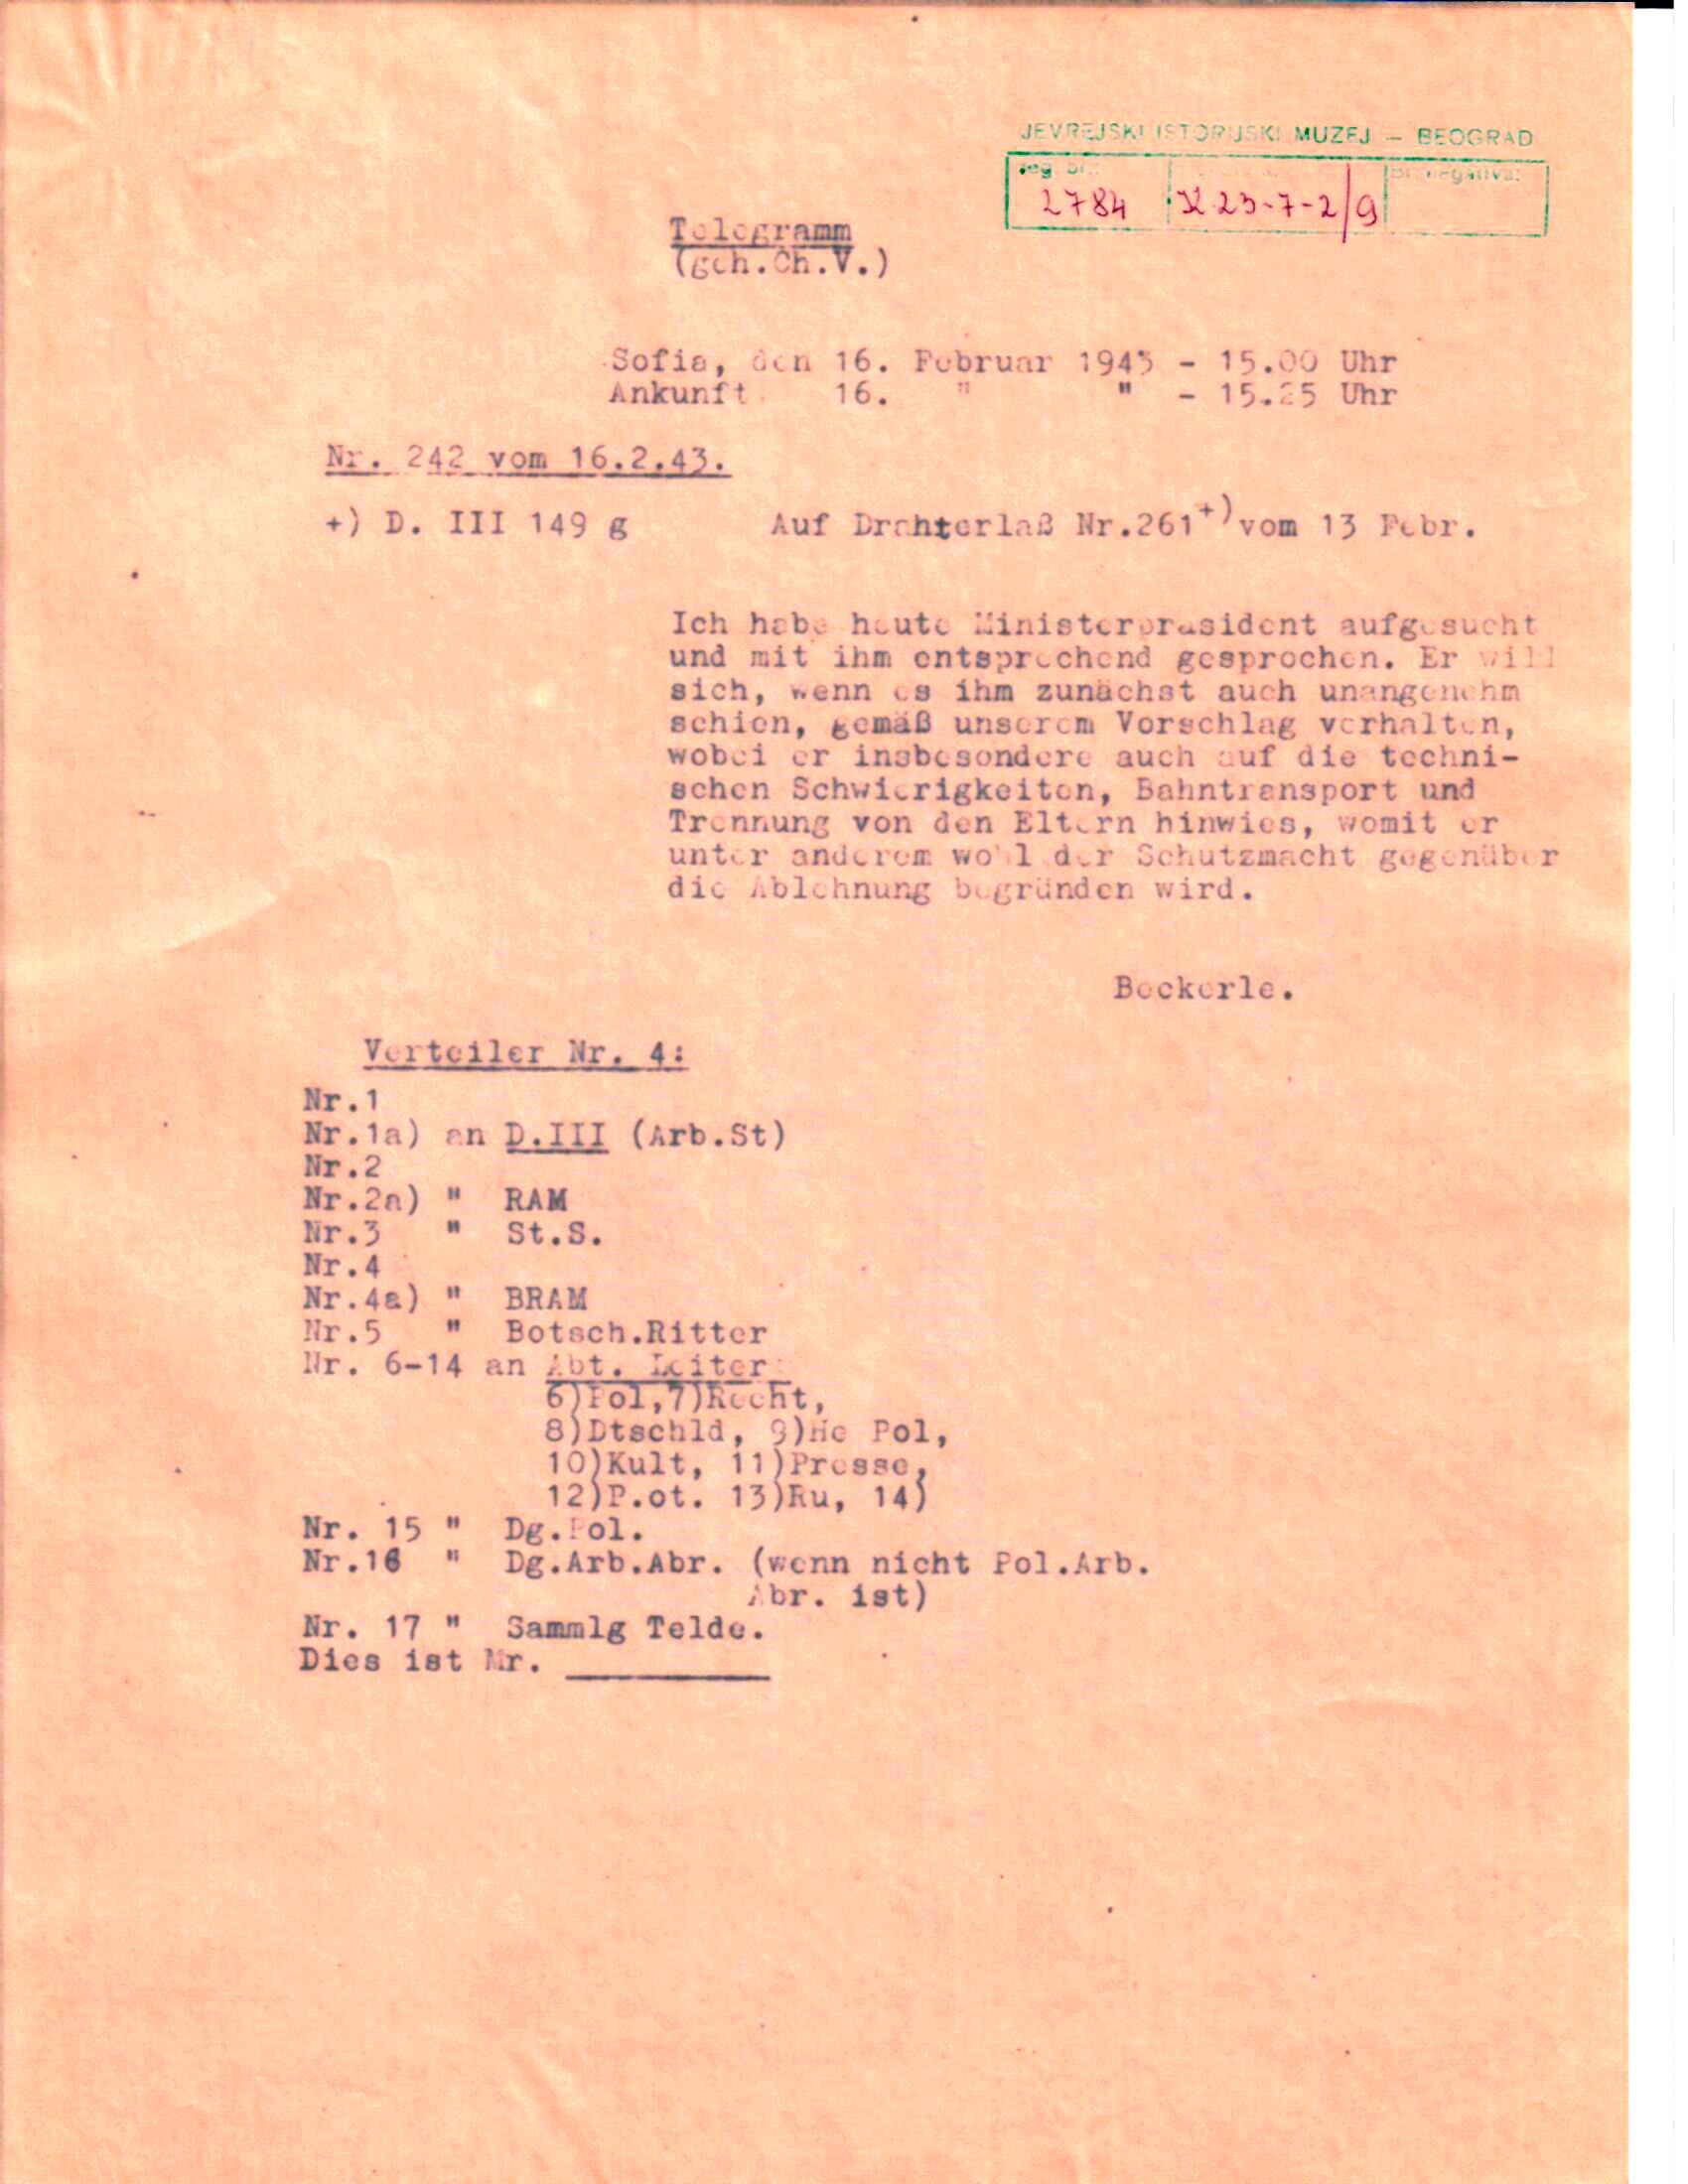 JEVREJSKI ISTORIJSKI MUZEJ — BEOGRAD
reg br.:
Br. negativa:
2784
23-7-2/9
Telegramm
(geh.Ch.V.)
Sofia, den 16. Februar 1943 - 15.00 Uhr
Ankunft 16. " " - 15.25 Uhr
Nr. 242 vom 16.2.43.
+) D. III 149 g Auf Drahterlaß Nr.261+) vom 13 Febr.
Ich habe heute Ministerpräsident aufgesucht
und mit ihm entsprechend gesprochen. Er will
sich, wenn es ihm zunächst auch unangenehm
schien, gemäß unserem Vorschlag verhalten,
wobei er insbesondere auch auf die techni-
schen Schwierigkeiten, Bahntransport und
Trennung von den Eltern hinwies, womit er
unter anderem wohl der Schutzmacht gegenüber
die Ablehnung begründen wird.
Beckerle.
Verteiler Nr. 4:
Nr.1
Nr.1a) an D.III (Arb.St)
Nr.2
Nr.2a) " RAM
Nr.3 " St.S.
Nr.4
Nr.4a) " BRAM
Nr.5 " Botsch.Ritter
Nr. 6-14 an Abt. Leiter:
6)Pol,7)Recht,
8)Dtschld, 9)Ha Pol,
10)Kult, 11)Presse,
12)P.ot. 13)Ru, 14)
Nr. 15 " Dg.Pol.
Nr.16 " Dg.Arb.Abr. (wenn nicht Pol.Arb.
Abr. ist)
Nr. 17 " Sammlg Telde.
Dies ist Nr.